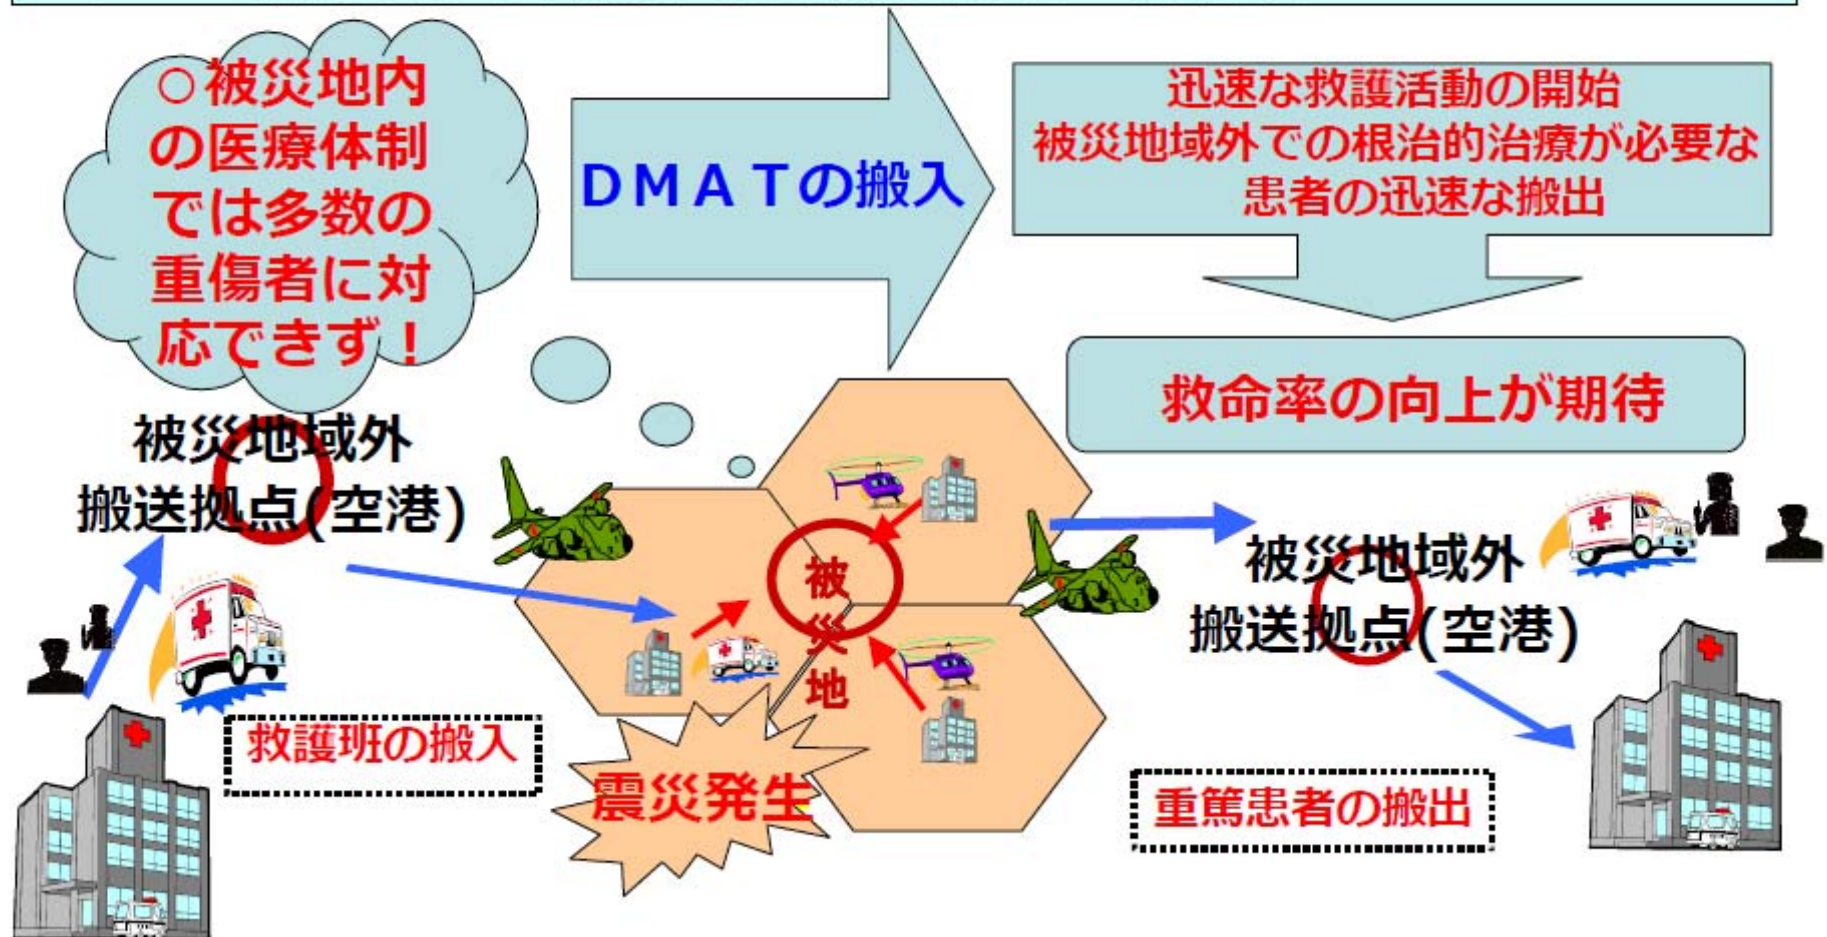 ○被災地内
の医療体制
では多数の
重傷者に対
応できず！
ＤＭＡＴの搬入
迅速な救護活動の開始
被災地域外での根治的治療が必要な
患者の迅速な搬出
救命率の向上が期待
被災地域外
搬送拠点(空港)
被
災
地
被災地域外
搬送拠点(空港)
救護班の搬入
震災発生
重篤患者の搬出